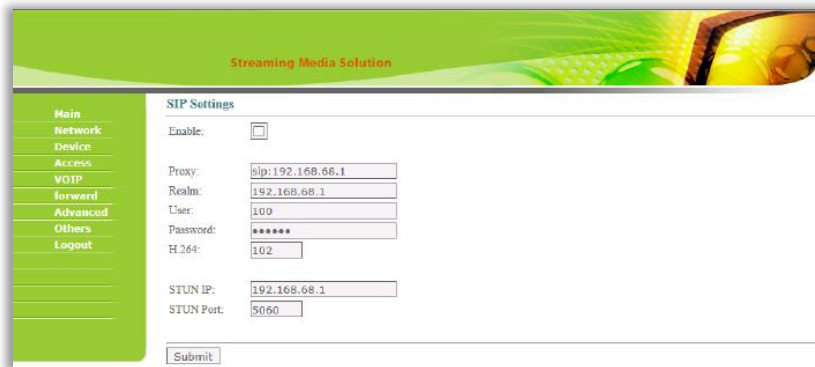 Streaming Media Solution
Main
Network
Device
Access
VOIP
forward
Advanced
Others
Logout
SIP Settings
Enable:
Proxy: sip:192.168.68.1
Realm: 192.168.68.1
User: 100
Password: ••••••
H.264: 102
STUN IP: 192.168.68.1
STUN Port: 5060
Submit